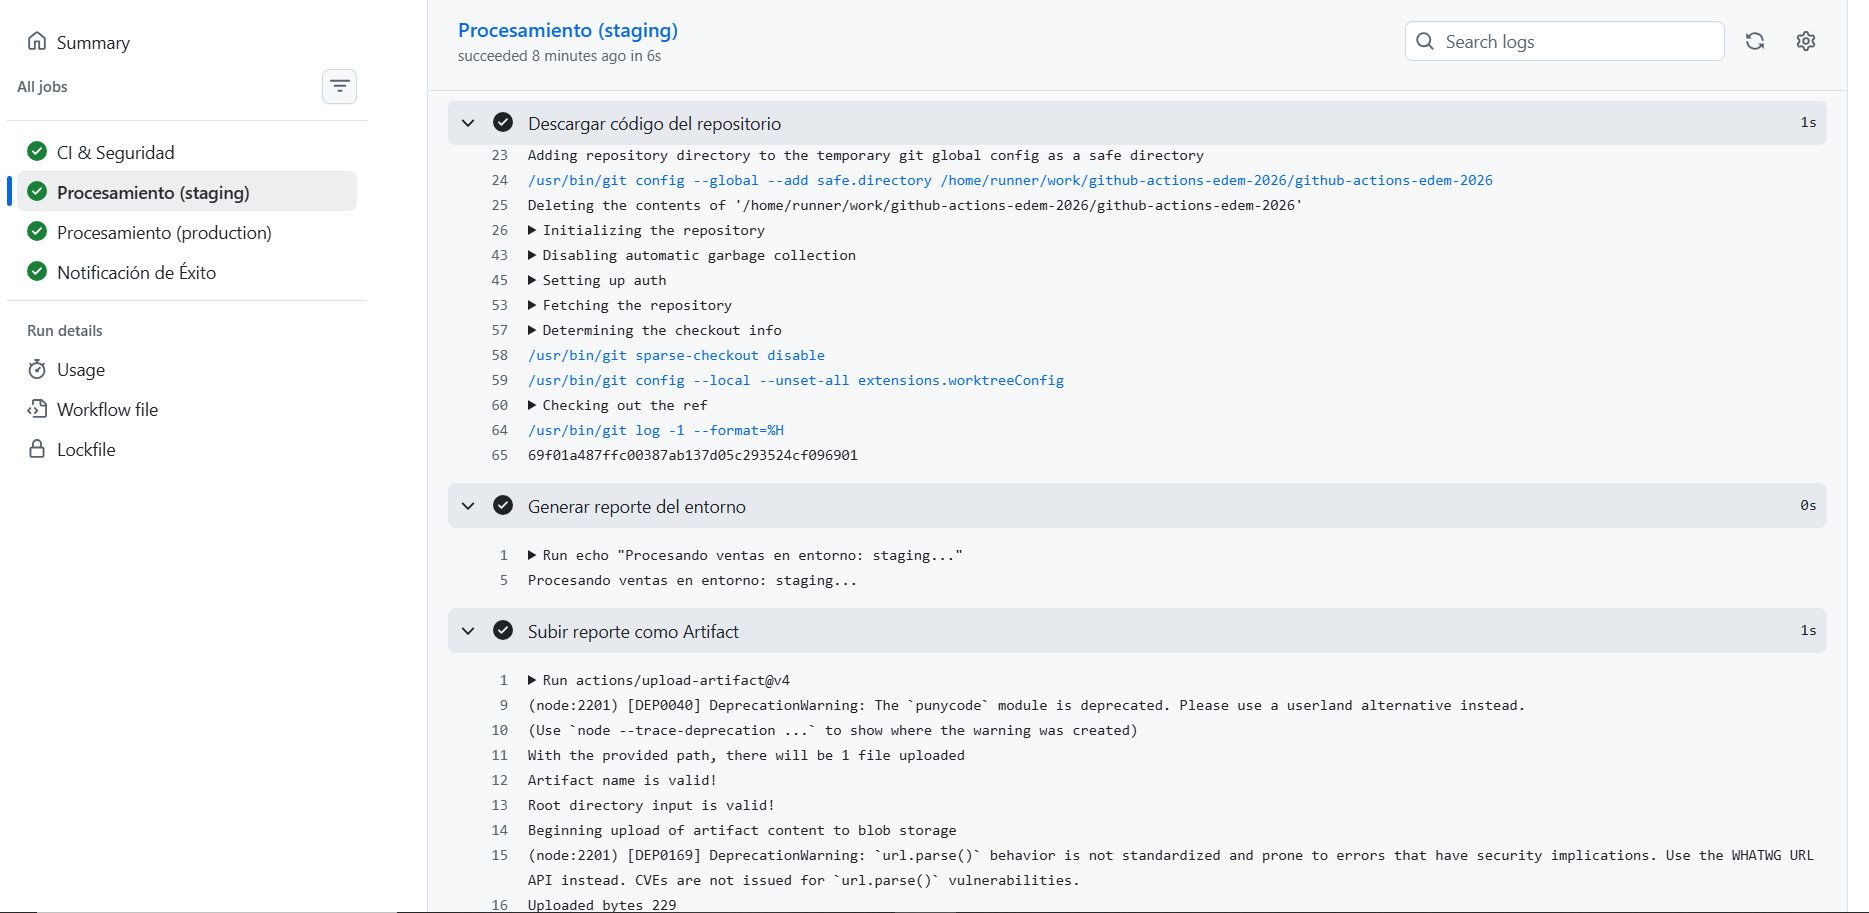 Summary
All jobs
CI & Seguridad
Procesamiento (staging)
Procesamiento (production)
Notificación de Éxito
Run details
Usage
Workflow file
Lockfile
Procesamiento (staging)
succeeded 8 minutes ago in 6s
Search logs
Descargar código del repositorio 1s
23 Adding repository directory to the temporary git global config as a safe directory
24 /usr/bin/git config --global --add safe.directory /home/runner/work/github-actions-edem-2026/github-actions-edem-2026
25 Deleting the contents of '/home/runner/work/github-actions-edem-2026/github-actions-edem-2026'
26 Initializing the repository
43 Disabling automatic garbage collection
45 Setting up auth
53 Fetching the repository
57 Determining the checkout info
58 /usr/bin/git sparse-checkout disable
59 /usr/bin/git config --local --unset-all extensions.worktreeConfig
60 Checking out the ref
64 /usr/bin/git log -1 --format=%H
65 69f01a487ffc00387ab137d05c293524cf096901
Generar reporte del entorno 0s
1 Run echo "Procesando ventas en entorno: staging..."
5 Procesando ventas en entorno: staging...
Subir reporte como Artifact 1s
1 Run actions/upload-artifact@v4
9 (node:2201) [DEP0040] DeprecationWarning: The `punycode` module is deprecated. Please use a userland alternative instead.
10 (Use `node --trace-deprecation ...` to show where the warning was created)
11 With the provided path, there will be 1 file uploaded
12 Artifact name is valid!
13 Root directory input is valid!
14 Beginning upload of artifact content to blob storage
15 (node:2201) [DEP0169] DeprecationWarning: `url.parse()` behavior is not standardized and prone to errors that have security implications. Use the WHATWG URL
API instead. CVEs are not issued for `url.parse()` vulnerabilities.
16 Uploaded bytes 229